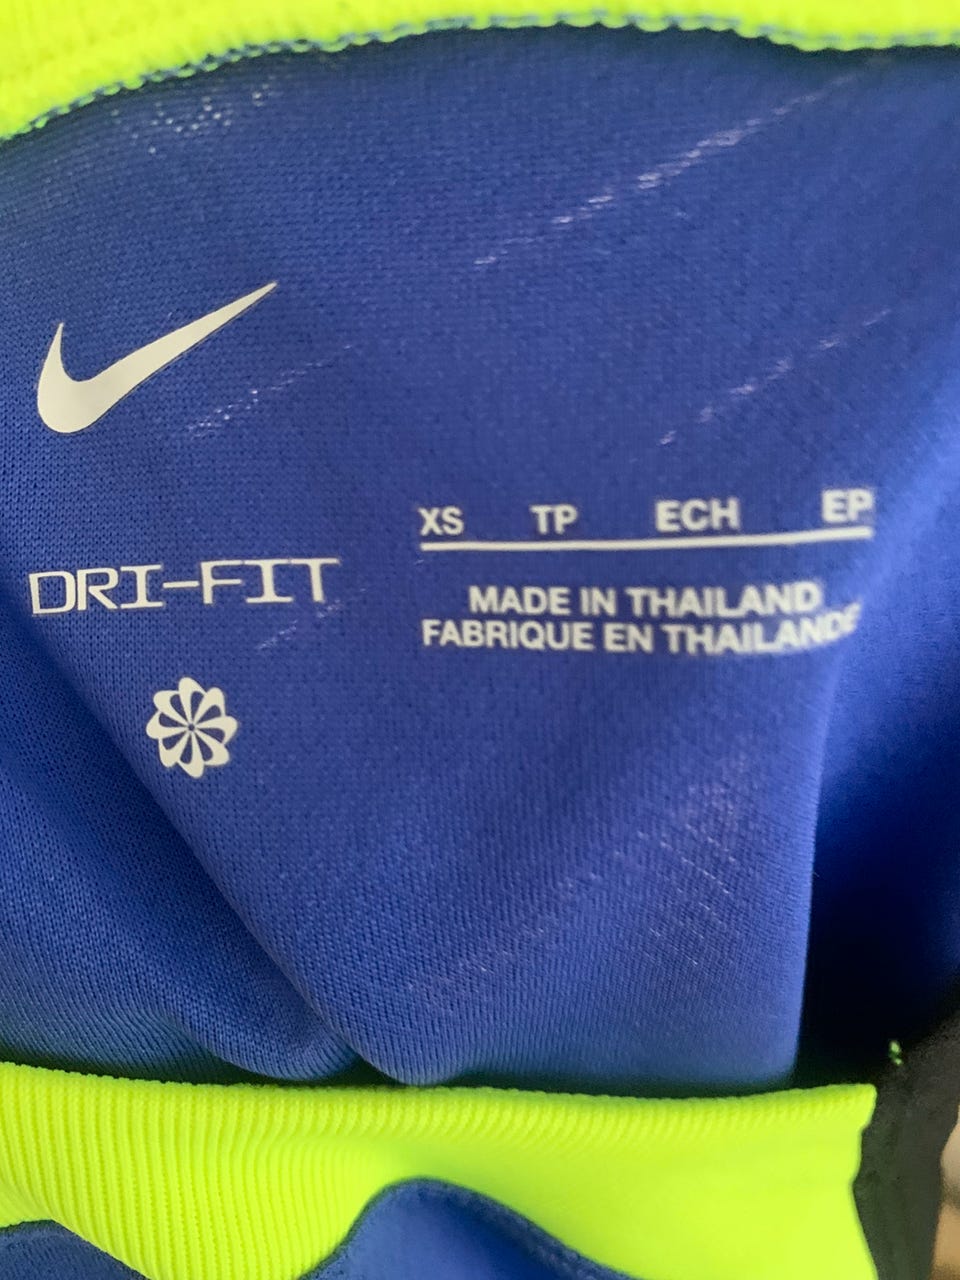 XS TP ECH EP
DRI-FIT
MADE IN THAILAND
FABRIQUE EN THAILANDE